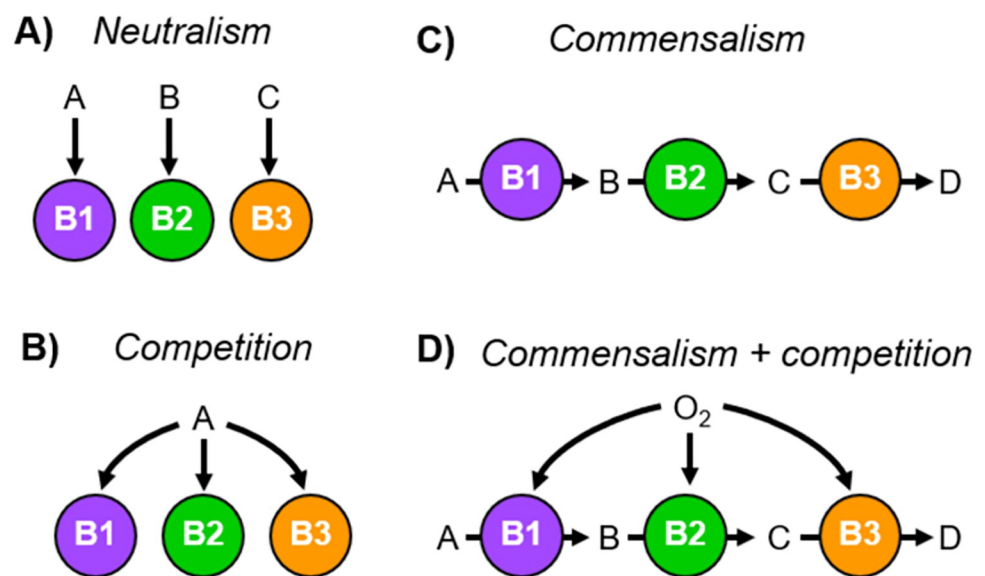 A) Neutralism
A B C
B1 B2 B3
B) Competition
A
B1 B2 B3
C) Commensalism
A B1 B B2 C B3 D
D) Commensalism + competition
O₂
A B1 B B2 C B3 D